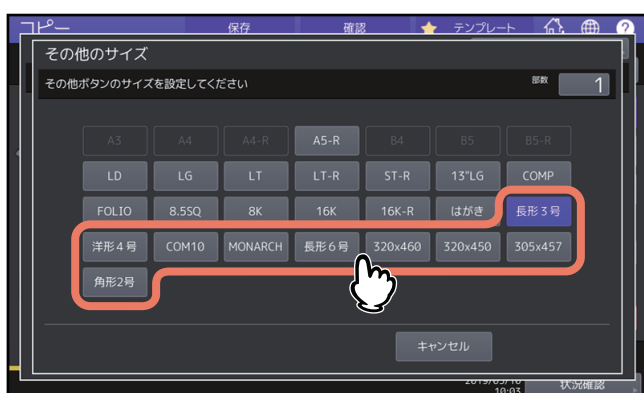 コピー 保存 確認 テンプレート ?
その他のサイズ
その他ボタンのサイズを設定してください 部数 1
A3 A4 A4-R A5-R B4 B5 B5-R
LD LG LT LT-R ST-R 13"LG COMP
FOLIO 8.5SQ 8K 16K 16K-R はがき 長形3号
洋形4号 COM10 MONARCH 長形6号 320x460 320x450 305x457
角形2号
キャンセル
状況確認
10:03